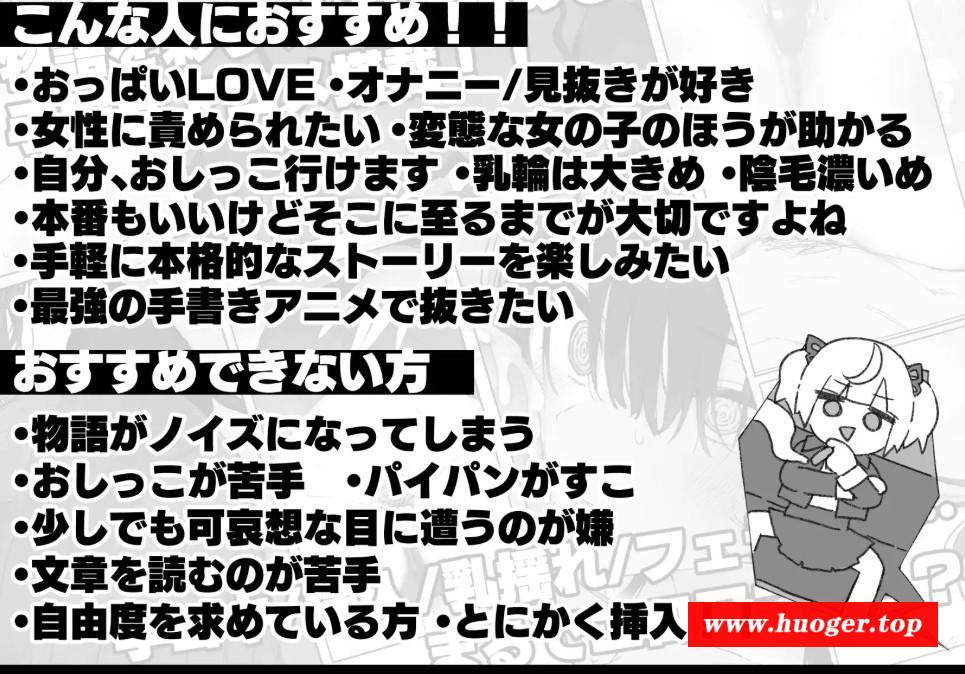 こんな人におすすめ!!
・おっぱいLOVE ・オナニー/見抜きが好き
・女性に責められたい・変態な女の子のほうが助かる
・自分、おしっこ行けます ・乳輪は大きめ ・陰毛濃いめ
・本番もいいけどそこに至るまでが大切ですよね
・手軽に本格的なストーリーを楽しみたい
・最強の手書きアニメで抜きたい
おすすめできない方
・物語がノイズになってしまう
・おしっこが苦手 ・パイパンがすこ
・少しでも可哀想な目に遭うのが嫌
・文章を読むのが苦手
・自由度を求めている方 ・とにかく挿入!!
www.huoger.top